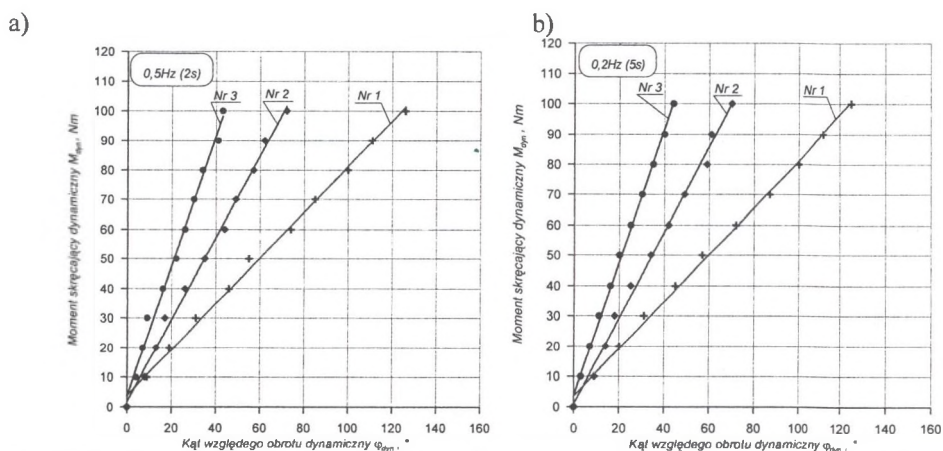 a)
120
110
100
90
80
70
60
50
40
30
20
10
0
Moment skręcający dynamiczny M dyn , Nm
0,5Hz (2s)
Nr 3
Nr 2
Nr 1
0 20 40 60 80 100 120 140 160
Kąt względego obrotu dynamiczny φdyn , °
b)
120
110
100
90
80
70
60
50
40
30
20
10
0
Moment skręcający dynamiczny M dyn , Nm
0,2Hz (5s)
Nr 3
Nr 2
Nr 1
0 20 40 60 80 100 120 140 160
Kąt względego obrotu dynamiczny φdyn , °